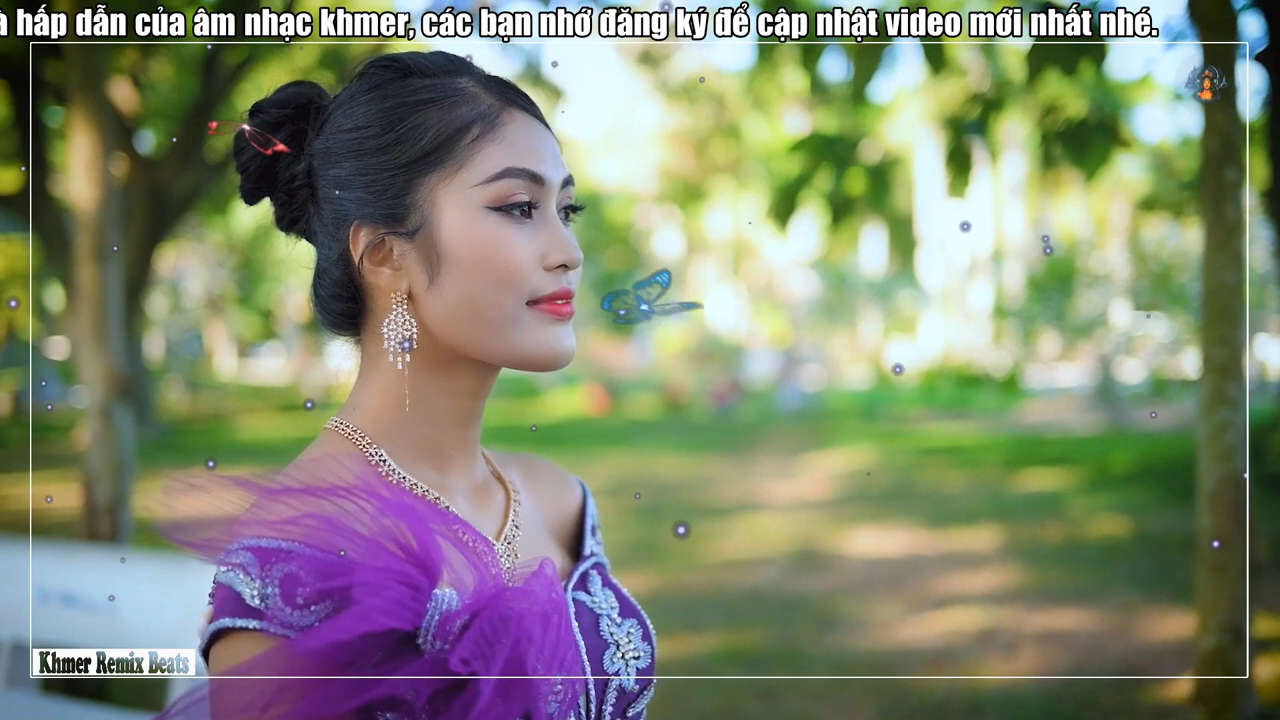 hấp dẫn của âm nhạc khmer, các bạn nhớ đăng ký để cập nhật video mới nhất nhé.
Khmer Remix Beats